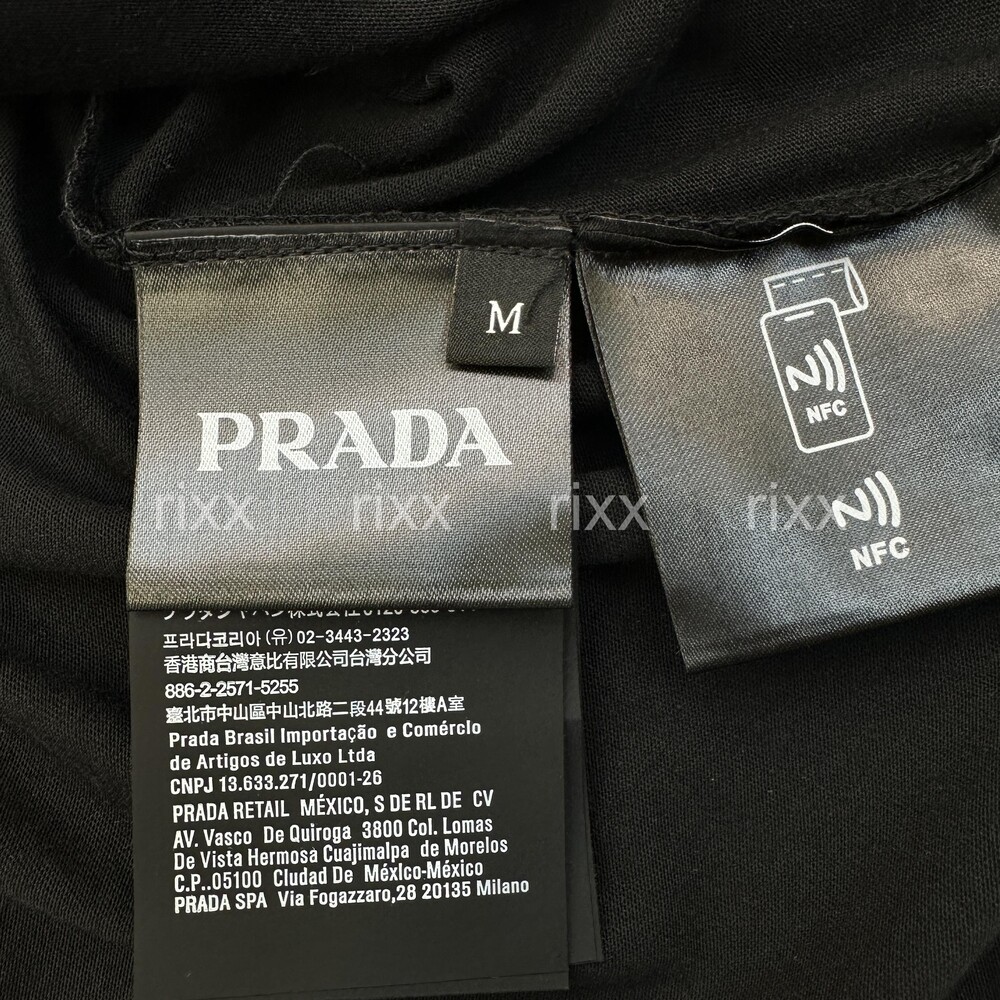 M
PRADA
rixx rixx rixx rixx
프라다코리아 (유) 02-3443-2323
香港商台灣意比有限公司台灣分公司
886-2-2571-5255
臺北市中山區中山北路二段44號12樓A室
Prada Brasil Importação e Comércio
de Artigos de Luxo Ltda
CNPJ 13.633.271/0001-26
PRADA RETAIL MÉXICO, S DE RL DE CV
AV. Vasco De Quiroga 3800 Col. Lomas
De Vista Hermosa Cuajimalpa de Morelos
C.P..05100 Cludad De Méxlco-México
PRADA SPA Via Fogazzaro,28 20135 Milano
NFC
NFC